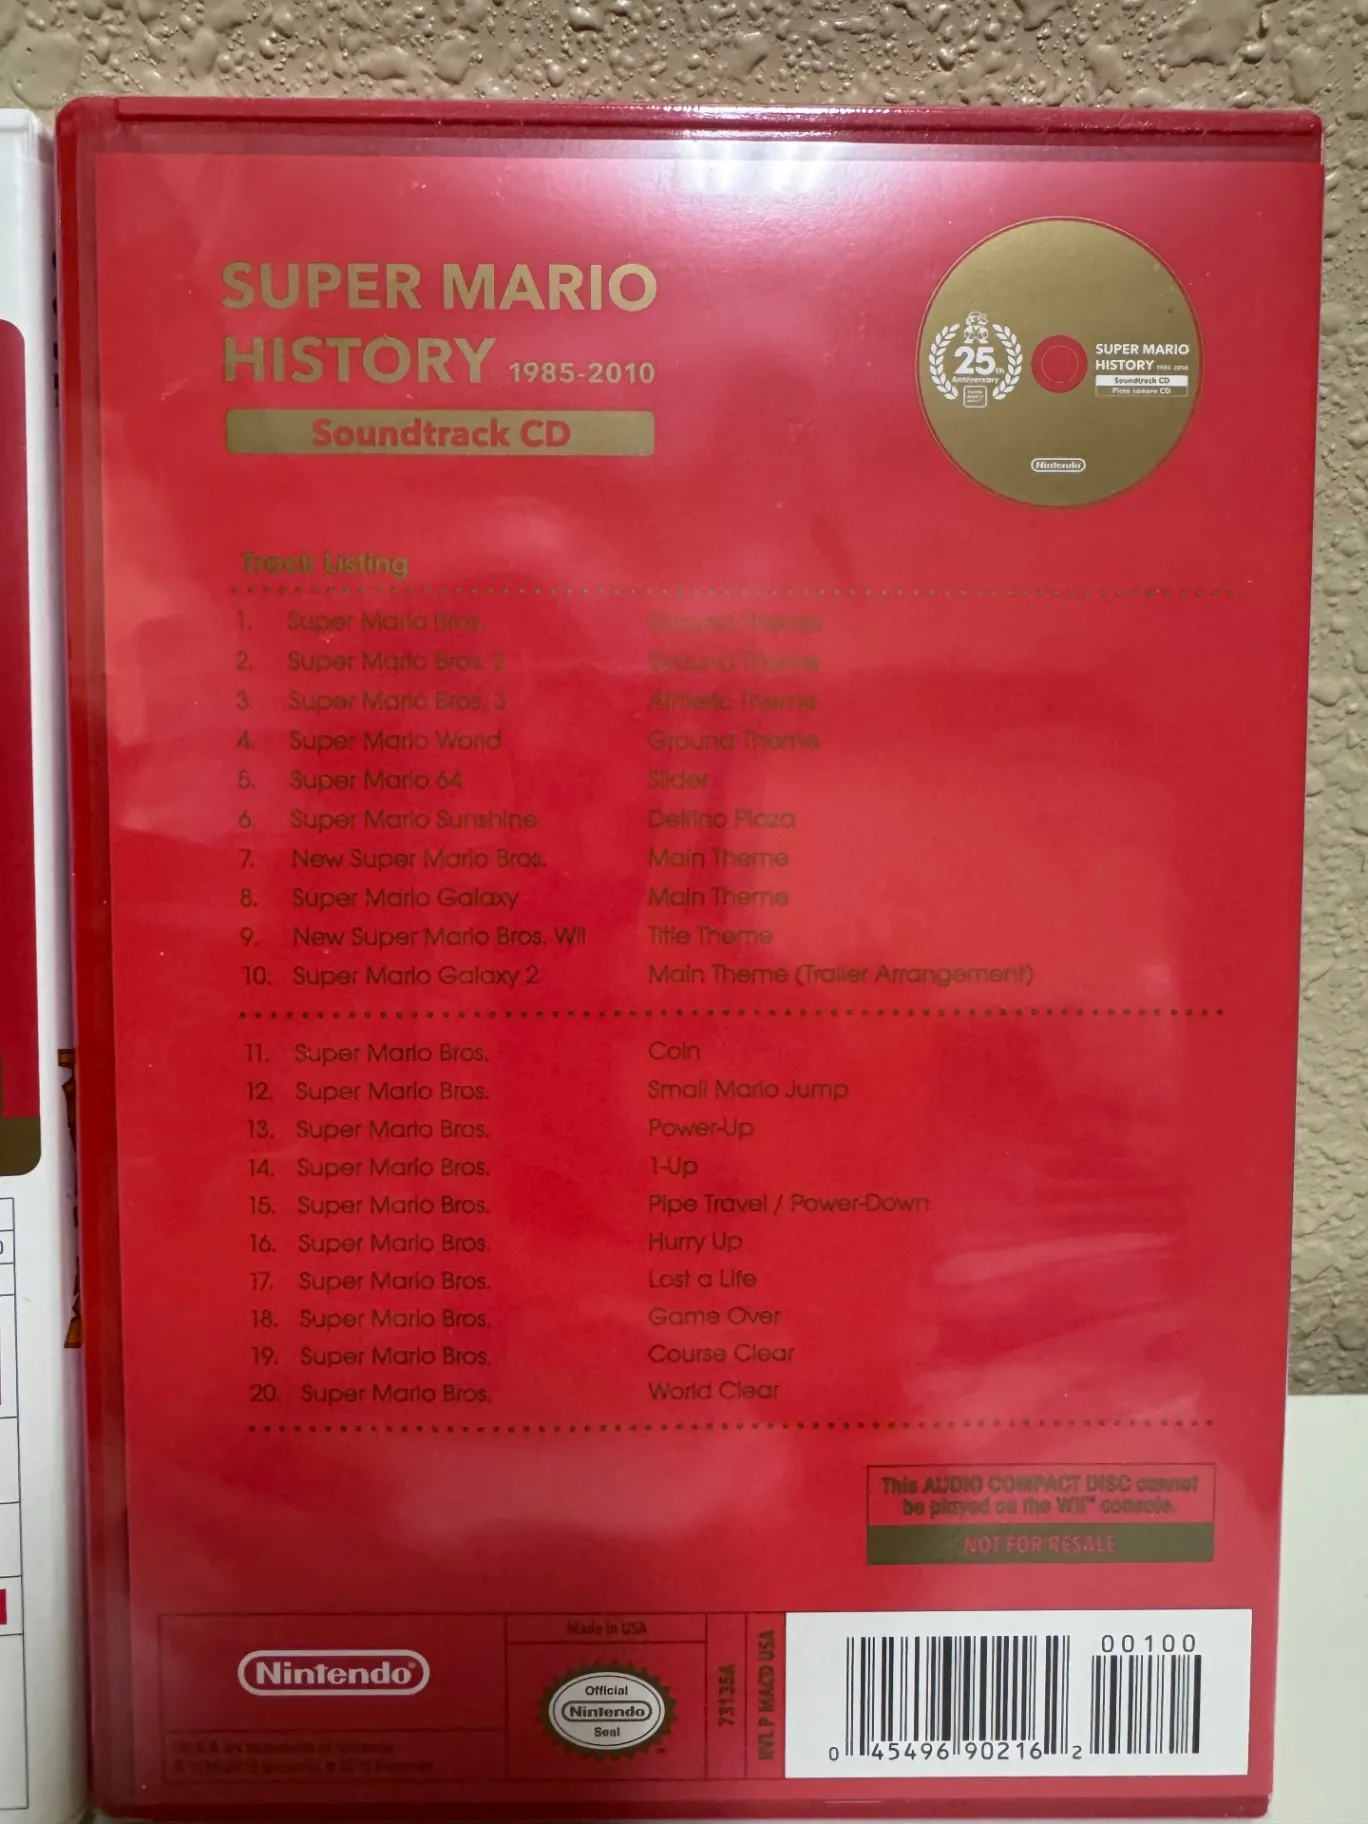 SUPER MARIO
HISTORY 1985-2010
Soundtrack CD
25th
Anniversary
SUPER MARIO
HISTORY 1985-2010
Soundtrack CD
Piste sonore CD
Nintendo
Track Listing
1. Super Mario Bros. Ground Theme
2. Super Mario Bros. 2 Ground Theme
3. Super Mario Bros. 3 Athletic Theme
4. Super Mario World Ground Theme
5. Super Mario 64 Slider
6. Super Mario Sunshine Delfino Plaza
7. New Super Mario Bros. Main Theme
8. Super Mario Galaxy Main Theme
9. New Super Mario Bros. Wii Title Theme
10. Super Mario Galaxy 2 Main Theme (Trailer Arrangement)
11. Super Mario Bros. Coin
12. Super Mario Bros. Small Mario Jump
13. Super Mario Bros. Power-Up
14. Super Mario Bros. 1-Up
15. Super Mario Bros. Pipe Travel / Power-Down
16. Super Mario Bros. Hurry Up
17. Super Mario Bros. Lost a Life
18. Super Mario Bros. Game Over
19. Super Mario Bros. Course Clear
20. Super Mario Bros. World Clear
This AUDIO COMPACT DISC cannot
be played on the Wii™ console.
NOT FOR RESALE
Nintendo®
Made in USA
Official
Nintendo
Seal
73135A
RVL P MACD USA
00100
0 45496 90216 2